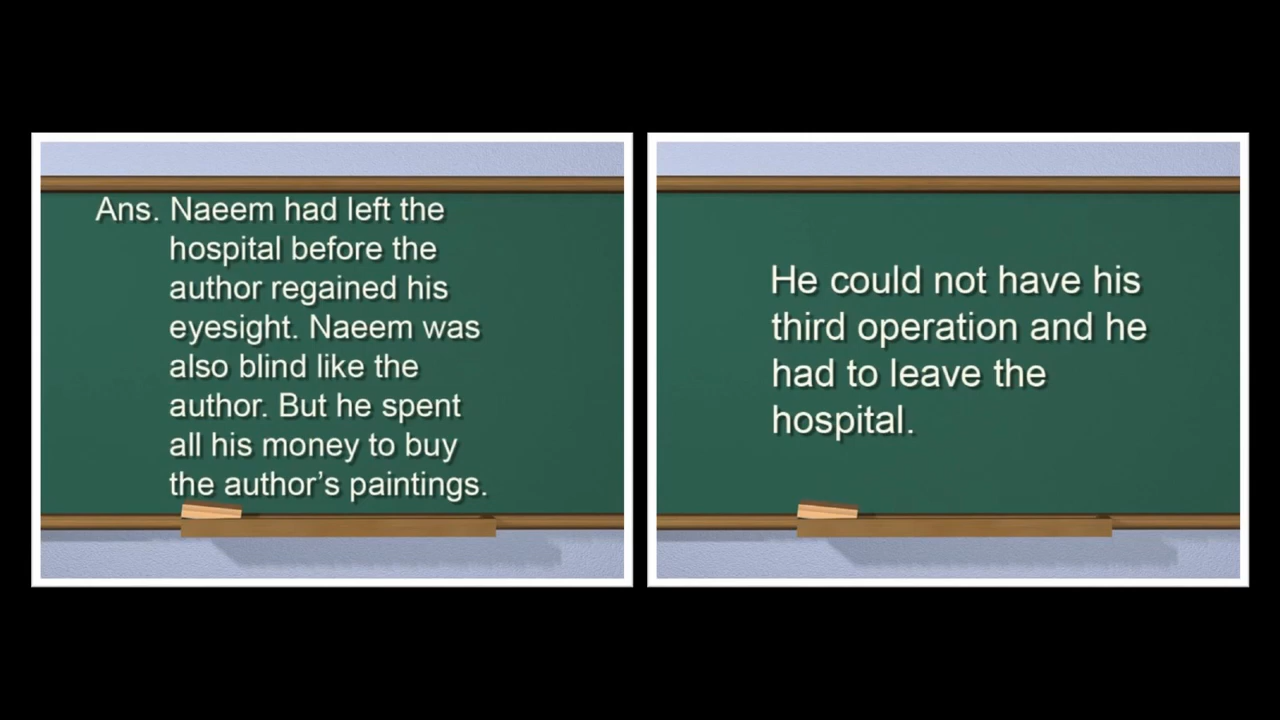 Ans. Naeem had left the
hospital before the
author regained his
eyesight. Naeem was
also blind like the
author. But he spent
all his money to buy
the author’s paintings.
He could not have his
third operation and he
had to leave the
hospital.